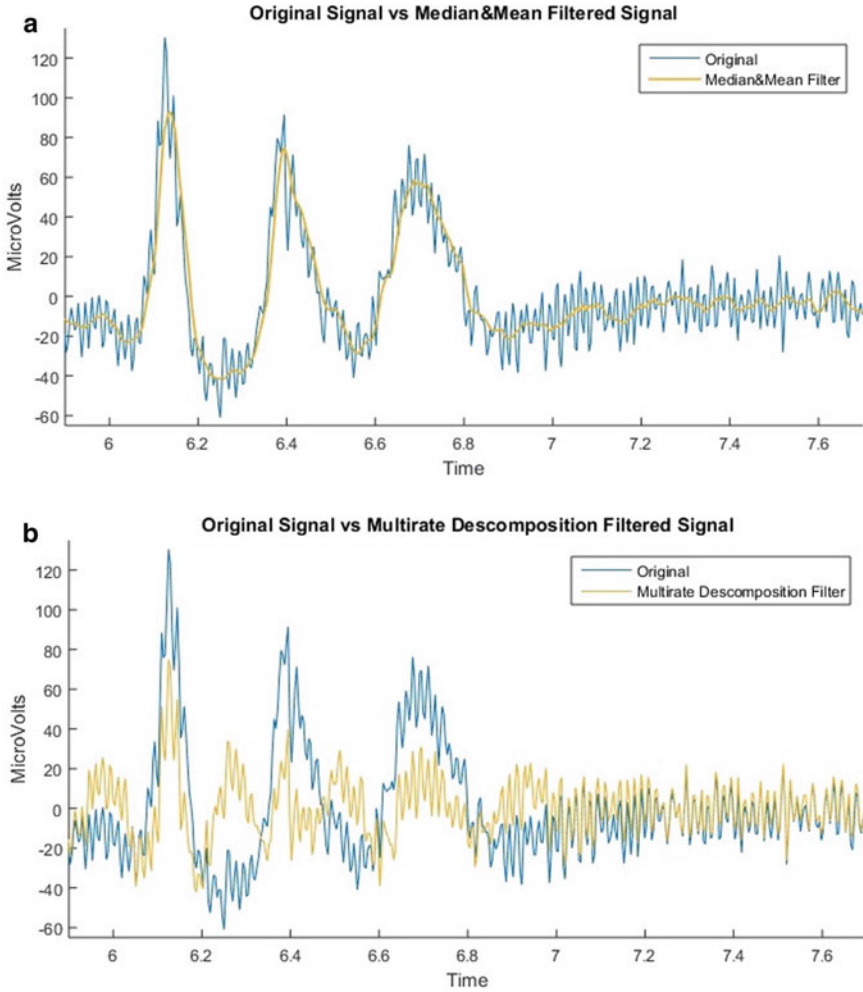 a
Original Signal vs Median&Mean Filtered Signal
Original
Median&Mean Filter
MicroVolts
120
100
80
60
40
20
0
-20
-40
-60
6 6.2 6.4 6.6 6.8 7 7.2 7.4 7.6
Time
b
Original Signal vs Multirate Descomposition Filtered Signal
Original
Multirate Descomposition Filter
MicroVolts
120
100
80
60
40
20
0
-20
-40
-60
6 6.2 6.4 6.6 6.8 7 7.2 7.4 7.6
Time